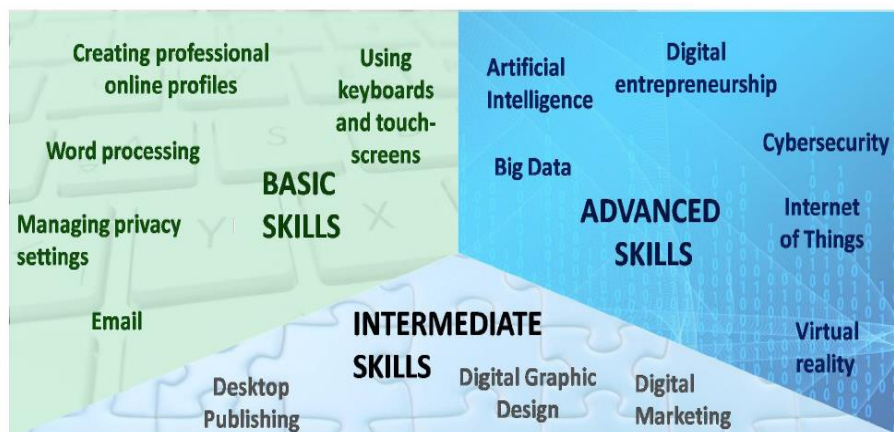 Creating professional
online profiles
Using
keyboards
and touch-
screens
Word processing
BASIC
SKILLS
Managing privacy
settings
Email
Artificial
Intelligence
Digital
entrepreneurship
Cybersecurity
Big Data
ADVANCED
SKILLS
Internet
of Things
Virtual
reality
INTERMEDIATE
SKILLS
Desktop
Publishing
Digital Graphic
Design
Digital
Marketing